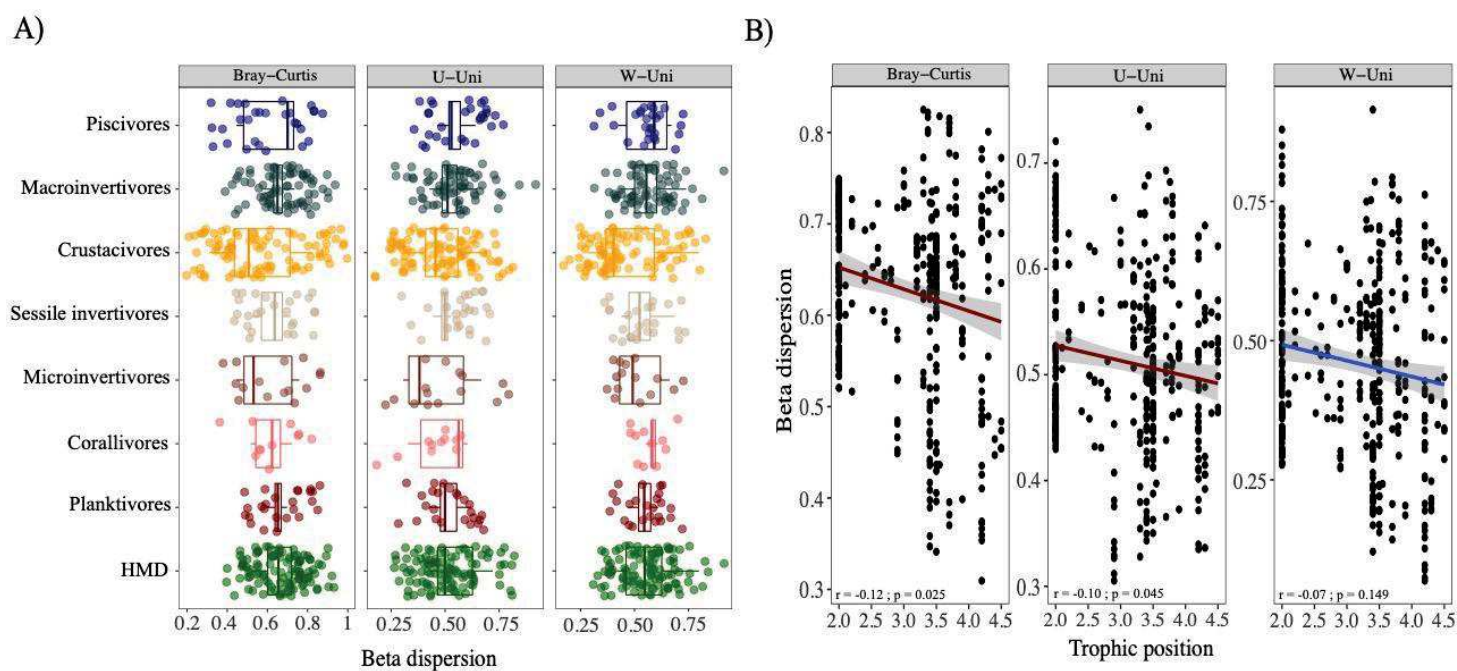 A)
Bray–Curtis
U–Uni
W–Uni
Piscivores
Macroinvertivores
Crustacivores
Sessile invertivores
Microinvertivores
Corallivores
Planktivores
HMD
0.2 0.4 0.6 0.8 1
0.25 0.50 0.75
0.25 0.50 0.75
Beta dispersion
B)
Bray–Curtis
U–Uni
W–Uni
Beta dispersion
0.8
0.7
0.6
0.5
0.4
0.3
r = -0.12 ; p = 0.025
2.0 2.5 3.0 3.5 4.0 4.5
0.7
0.6
0.5
0.4
0.3
r = -0.10 ; p = 0.045
2.0 2.5 3.0 3.5 4.0 4.5
0.75
0.50
0.25
r = -0.07 ; p = 0.149
2.0 2.5 3.0 3.5 4.0 4.5
Trophic position